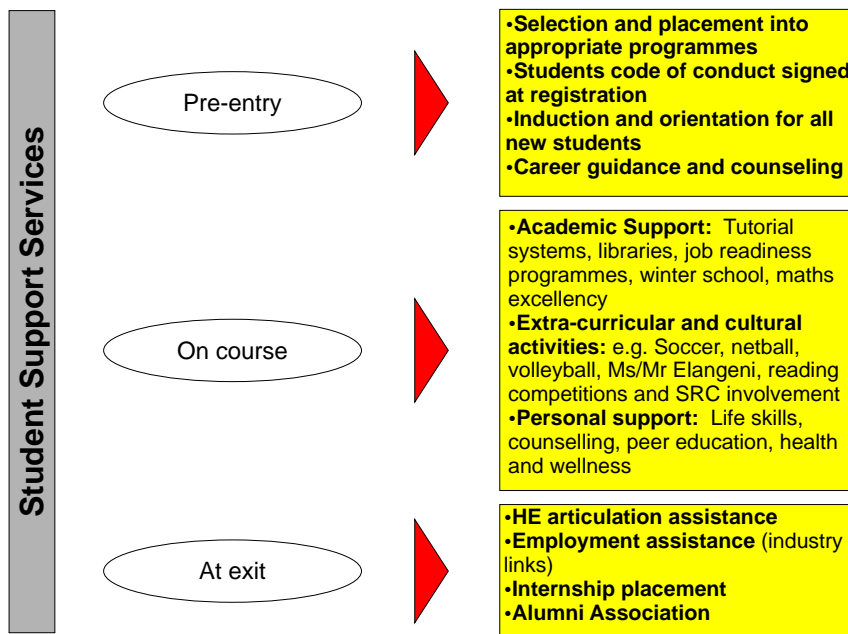 Student Support Services
Pre-entry
•Selection and placement into
appropriate programmes
•Students code of conduct signed
at registration
•Induction and orientation for all
new students
•Career guidance and counseling
On course
•Academic Support:  Tutorial
systems, libraries, job readiness
programmes, winter school, maths
excellency
•Extra-curricular and cultural
activities: e.g. Soccer, netball,
volleyball, Ms/Mr Elangeni, reading
competitions and SRC involvement
•Personal support:  Life skills,
counselling, peer education, health
and wellness
At exit
•HE articulation assistance
•Employment assistance (industry
links)
•Internship placement
•Alumni Association